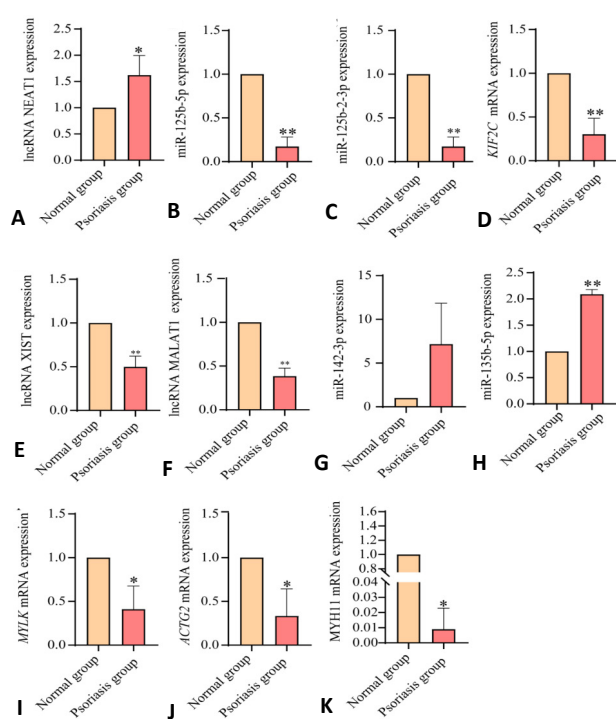 lncRNA NEAT1 expression
2.5
2.0
1.5
1.0
0.5
0.0
*
Normal group
Psoriasis group
A
miR-125b-5p expression
1.5
1.0
0.5
0.0
**
Normal group
Psoriasis group
B
miR-125b-2-3p expression
1.5
1.0
0.5
0.0
**
Normal group
Psoriasis group
C
KIF2C mRNA expression
1.5
1.0
0.5
0.0
**
Normal group
Psoriasis group
D
lncRNA XIST expression
1.5
1.0
0.5
0.0
**
Normal group
Psoriasis group
E
lncRNA MALAT1 expression
1.5
1.0
0.5
0.0
**
Normal group
Psoriasis group
F
miR-142-3p expression
15
10
5
0
Normal group
Psoriasis group
G
miR-135b-5p expression
2.5
2.0
1.5
1.0
0.5
0.0
**
Normal group
Psoriasis group
H
MYLK mRNA expression
1.5
1.0
0.5
0.0
*
Normal group
Psoriasis group
I
ACTG2 mRNA expression
1.5
1.0
0.5
0.0
*
Normal group
Psoriasis group
J
MYH11 mRNA expression
1.6
1.4
1.2
1.0
0.8
0.04
0.03
0.02
0.01
0.00
*
Normal group
Psoriasis group
K